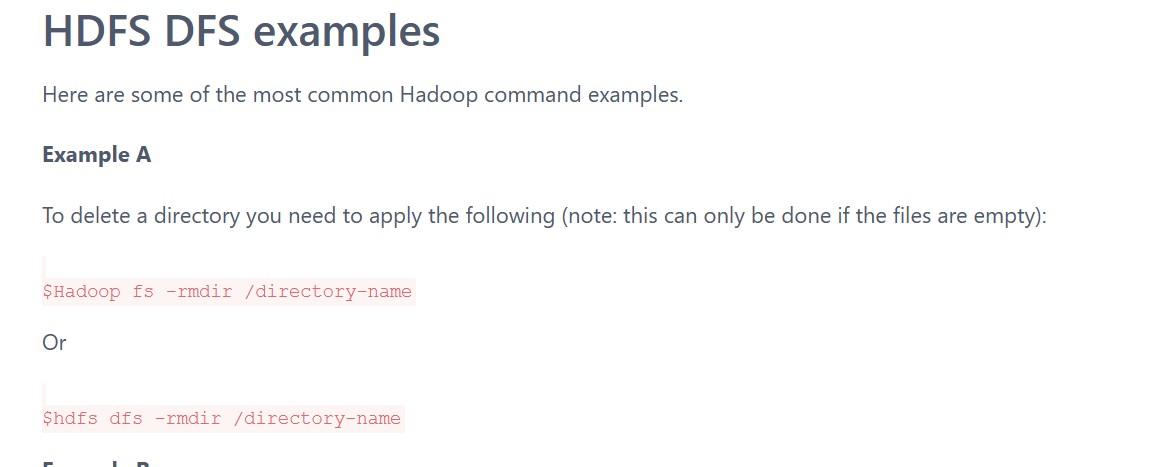 HDFS DFS examples
Here are some of the most common Hadoop command examples.
Example A
To delete a directory you need to apply the following (note: this can only be done if the files are empty):
$Hadoop fs -rmdir /directory-name
Or
$hdfs dfs -rmdir /directory-name